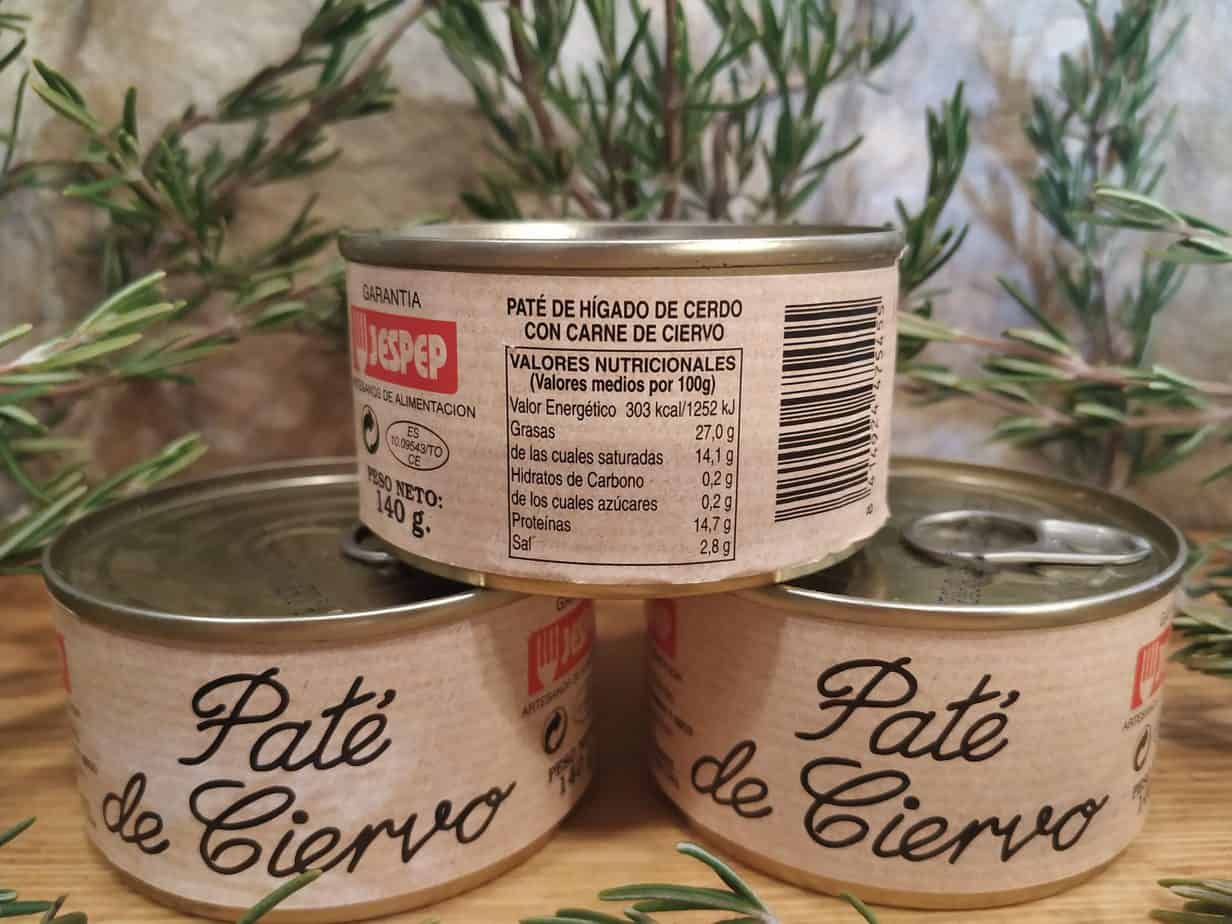 GARANTIA
JESPEP
ARTESANOS DE ALIMENTACION
ES
10.09543/TO
CE
PESO NETO:
140 g.
PATÉ DE HÍGADO DE CERDO
CON CARNE DE CIERVO
VALORES NUTRICIONALES
(Valores medios por 100g)
Valor Energético 303 kcal/1252 kJ
Grasas 27,0 g
de las cuales saturadas 14,1 g
Hidratos de Carbono 0,2 g
de los cuales azúcares 0,2 g
Proteínas 14,7 g
Sal 2,8 g
Paté
de Ciervo
Paté
de Ciervo